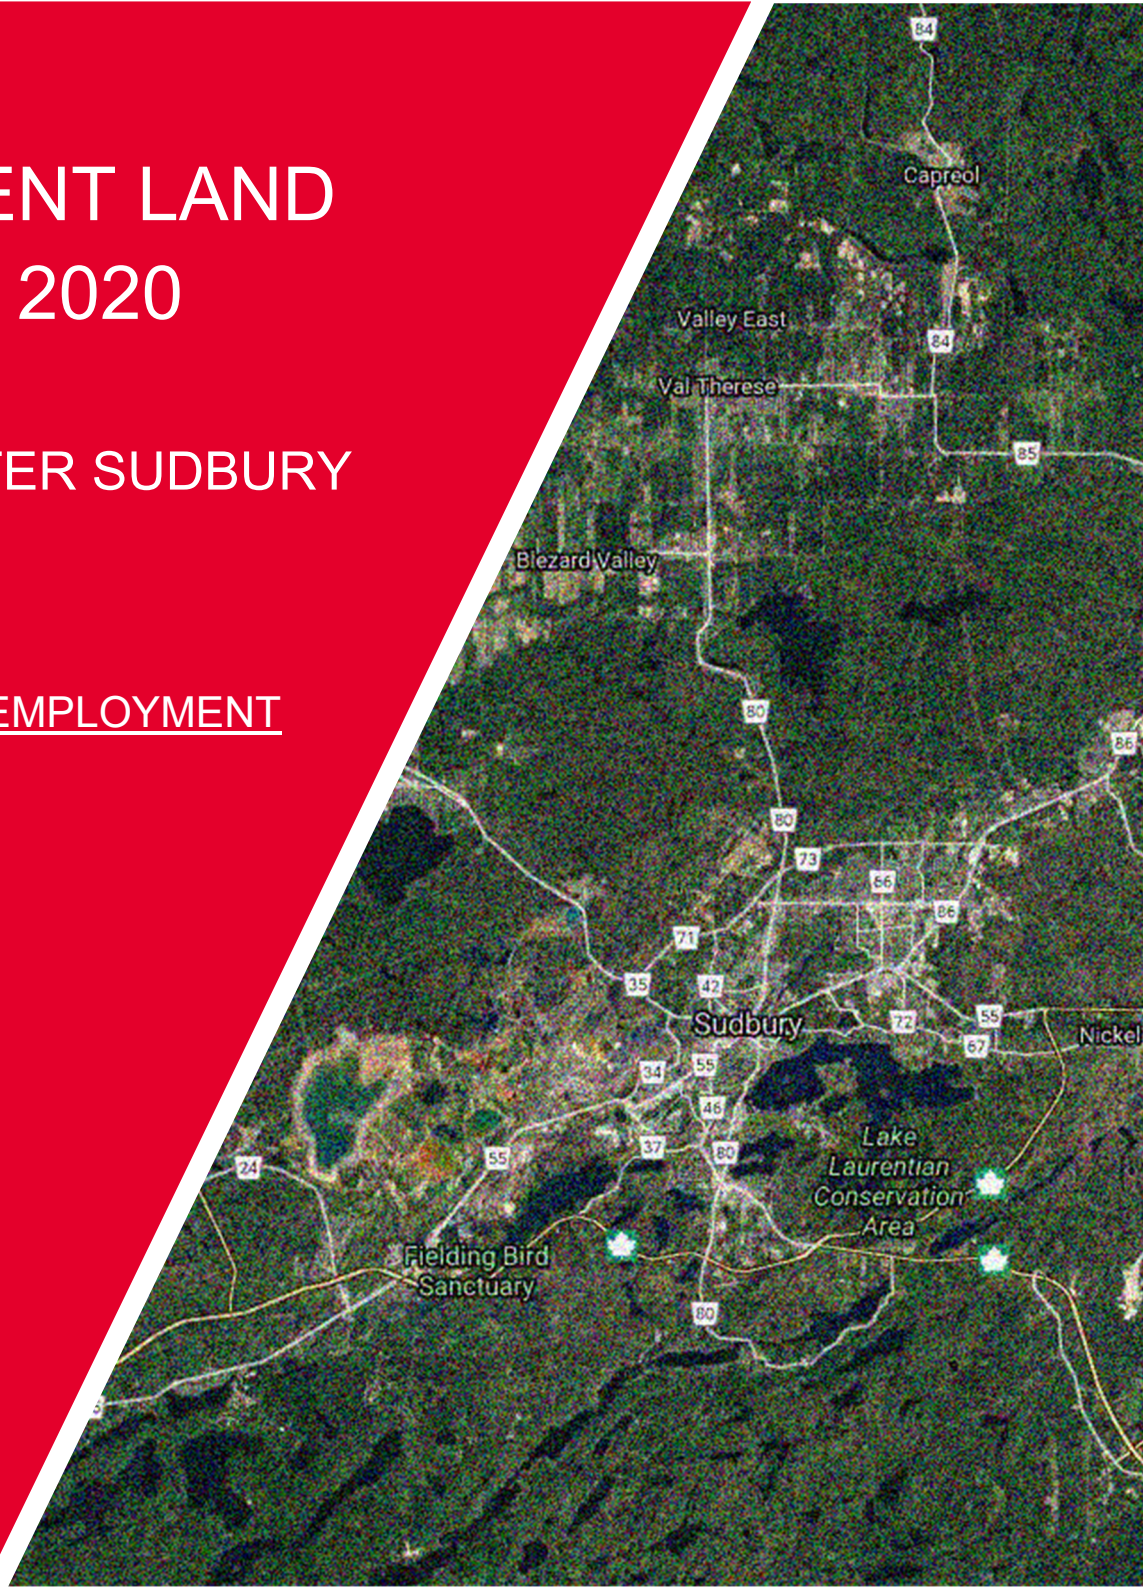 ENT LAND
2020
TER SUDBURY
EMPLOYMENT
84
Capreol
Valley East
84
Val Therese
85
Blezard Valley
80
86
80
73
66
86
71
35
42
Sudbury
72
55
67
Nickel
34
55
46
37
80
55
24
Lake
Laurentian
Conservation
Area
Fielding Bird
Sanctuary
80